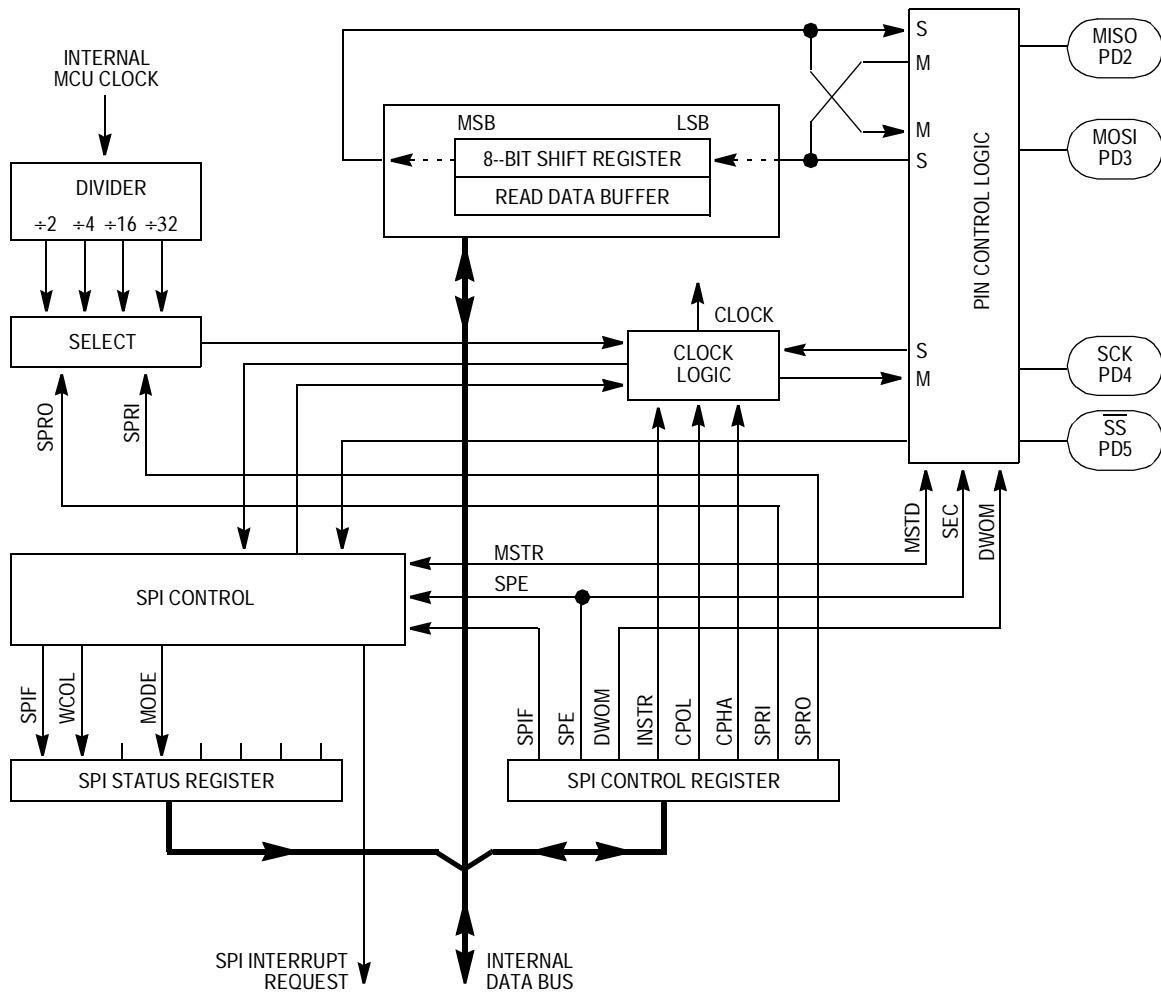 INTERNAL
MCU CLOCK
DIVIDER
÷2 ÷4 ÷16 ÷32
SELECT
SPRO
SPRI
MSB LSB
8--BIT SHIFT REGISTER
READ DATA BUFFER
S
M
M
S
PIN CONTROL LOGIC
MISO
PD2
MOSI
PD3
SCK
PD4
SS
PD5
CLOCK
CLOCK
LOGIC
S
M
MSTD
SEC
DWOM
MSTR
SPE
SPI CONTROL
SPIF
WCOL
MODE
SPI STATUS REGISTER
SPIF
SPE
DWOM
INSTR
CPOL
CPHA
SPRI
SPRO
SPI CONTROL REGISTER
SPI INTERRUPT
REQUEST
INTERNAL
DATA BUS